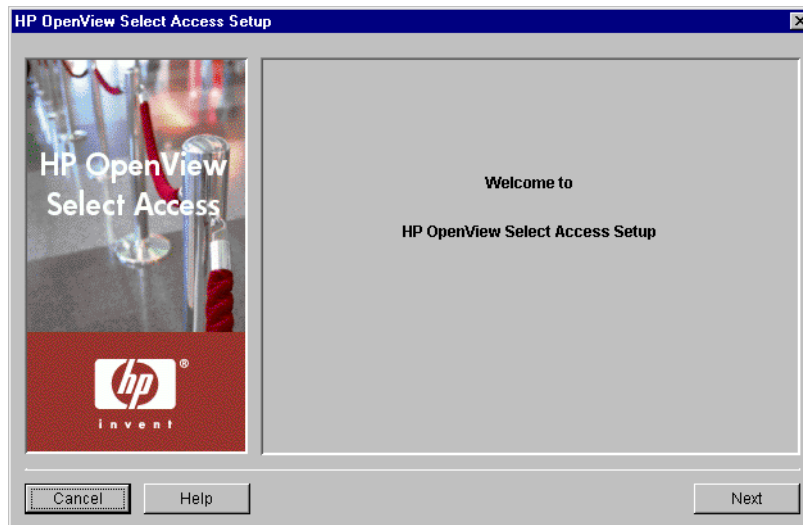 HP OpenView Select Access Setup
HP OpenView
Select Access
hp
®
invent
Welcome to
HP OpenView Select Access Setup
Cancel
Help
Next